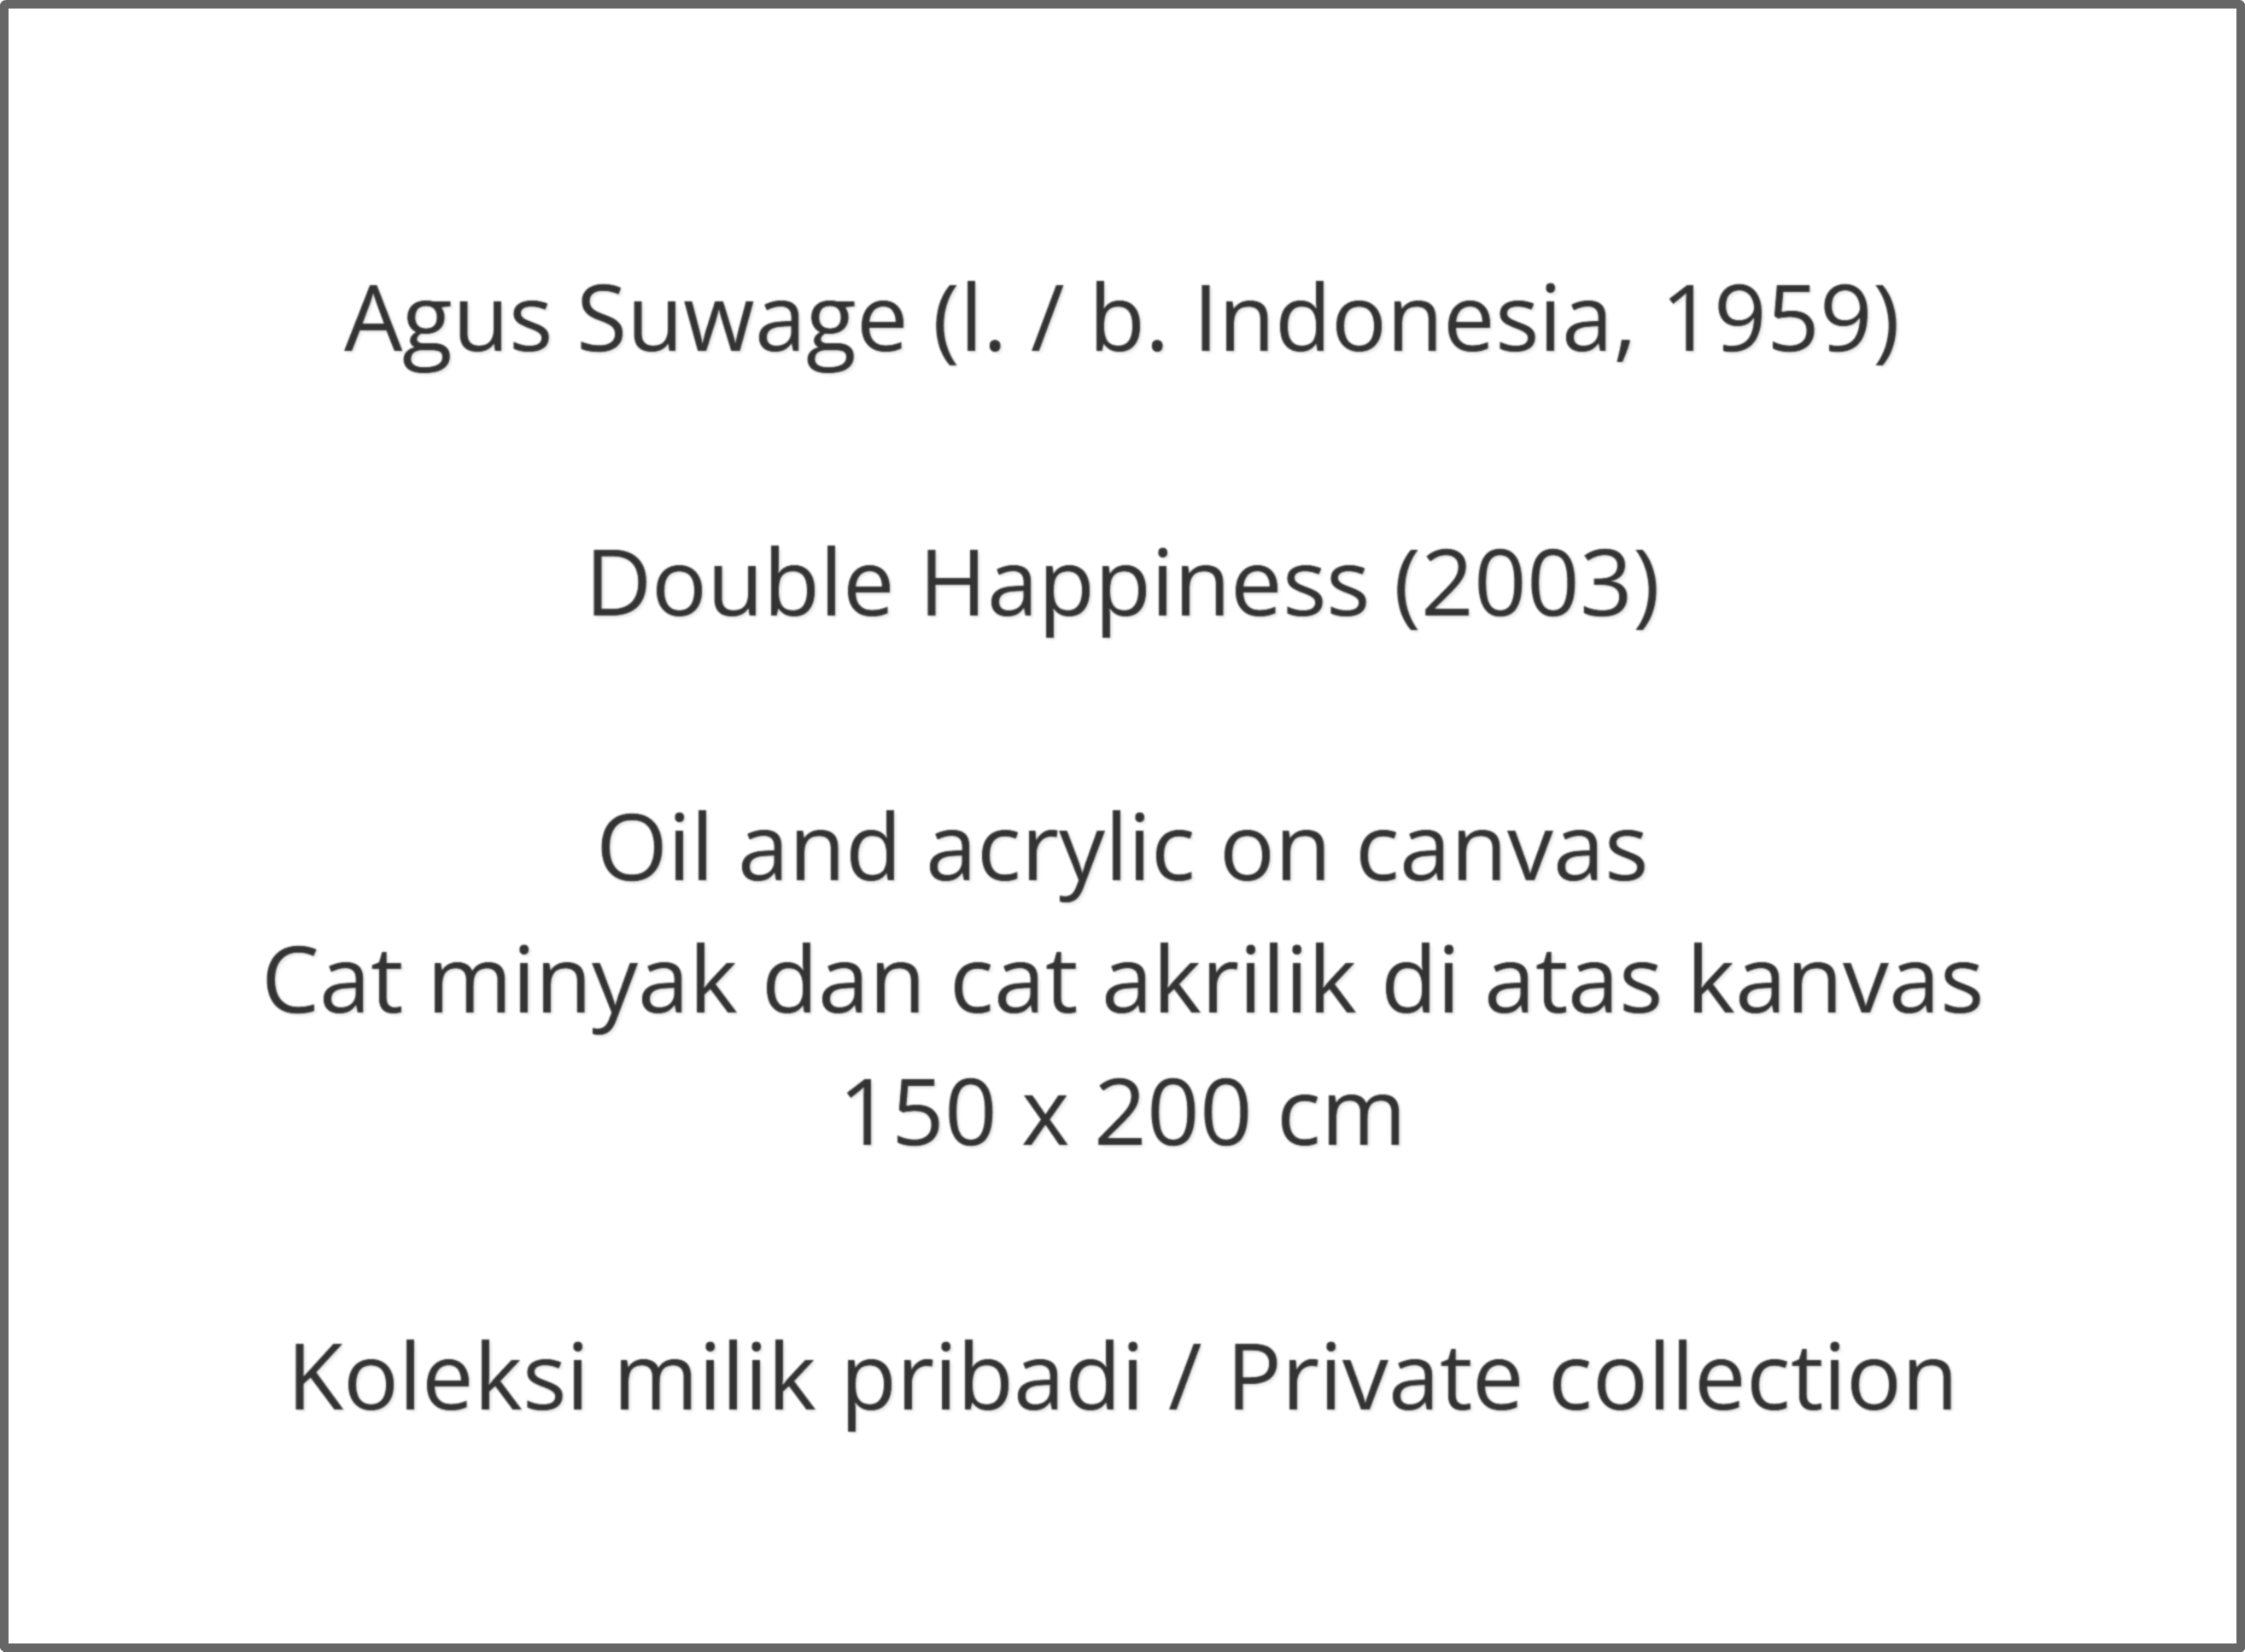 Agus Suwage (l. / b. Indonesia, 1959)
Double Happiness (2003)
Oil and acrylic on canvas
Cat minyak dan cat akrilik di atas kanvas
150 x 200 cm
Koleksi milik pribadi / Private collection